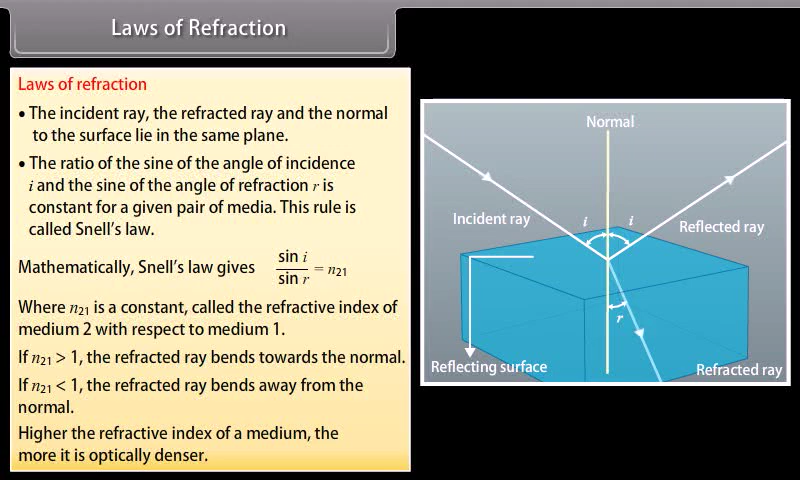 Laws of Refraction
Laws of refraction
• The incident ray, the refracted ray and the normal
to the surface lie in the same plane.
• The ratio of the sine of the angle of incidence
i and the sine of the angle of refraction r is
constant for a given pair of media. This rule is
called Snell's law.
Mathematically, Snell's law gives sin i / sin r = n₂₁
Where n₂₁ is a constant, called the refractive index of
medium 2 with respect to medium 1.
If n₂₁ > 1, the refracted ray bends towards the normal.
If n₂₁ < 1, the refracted ray bends away from the
normal.
Higher the refractive index of a medium, the
more it is optically denser.
Normal
Incident ray
i
i
Reflected ray
r
Reflecting surface
Refracted ray